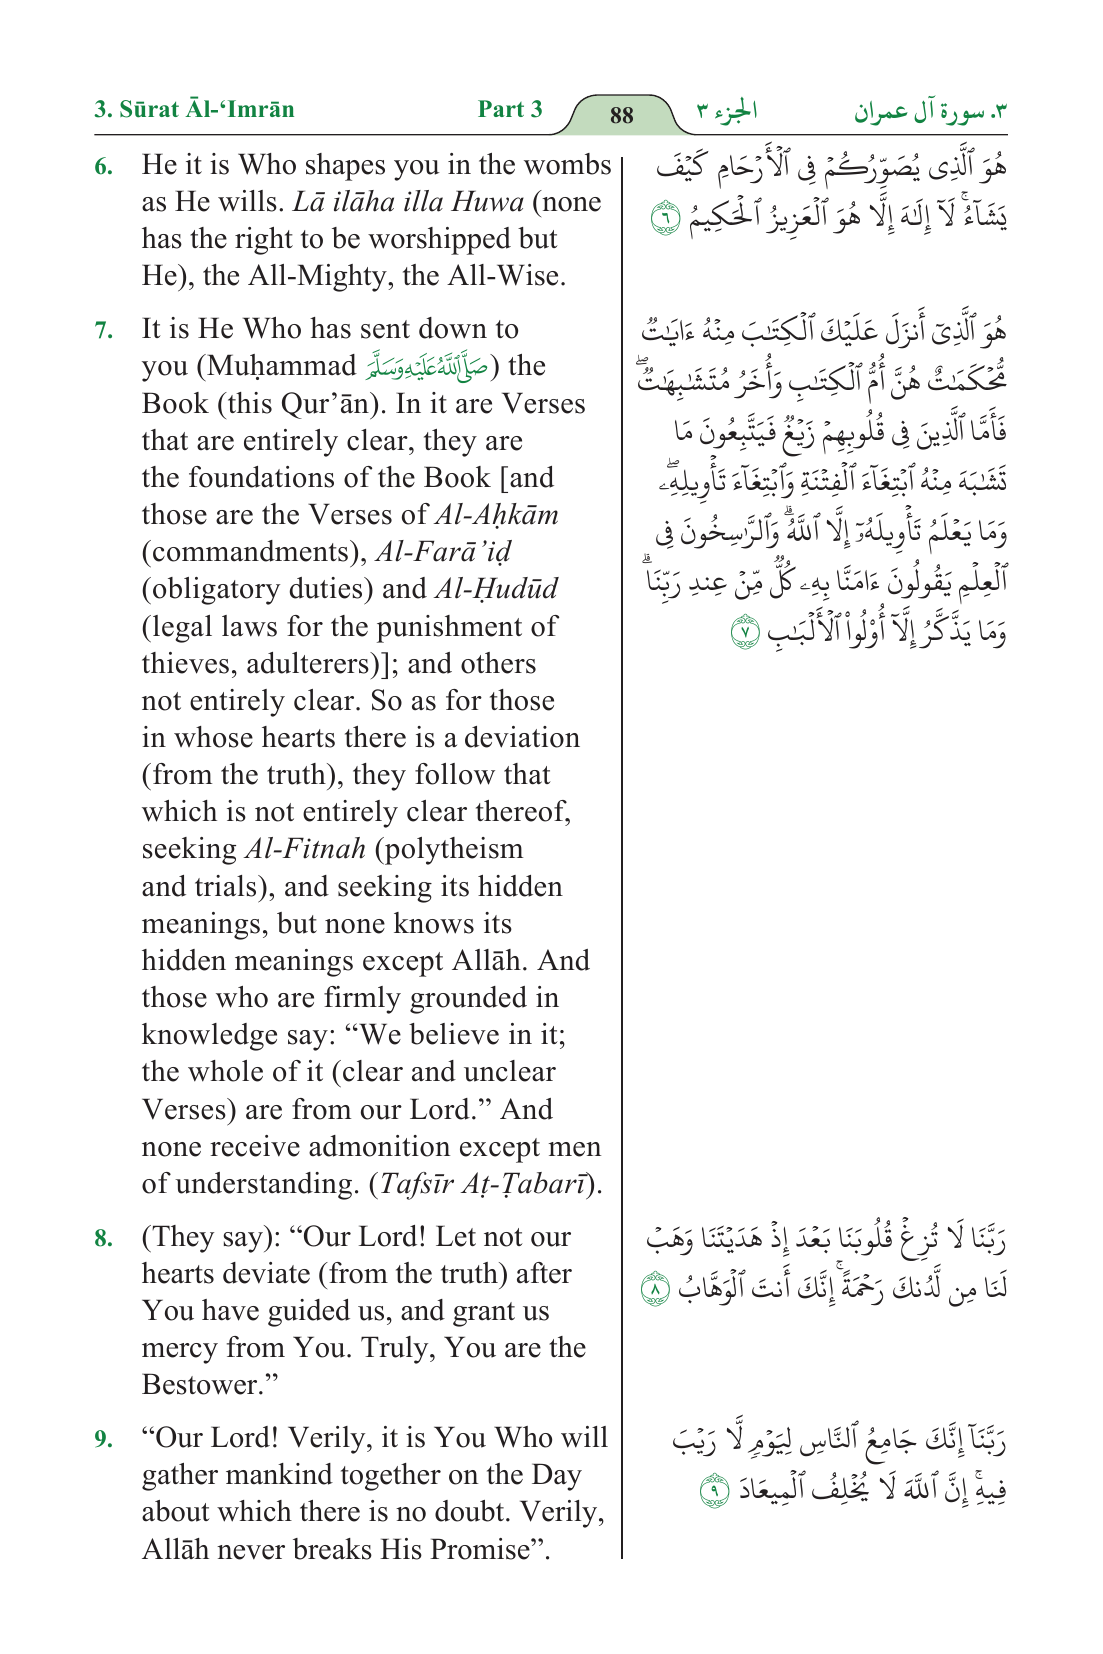 3. Sūrat Āl-‘Imrān Part 3 88 الجزء ٣ ٣. سورة آل عمران
6. He it is Who shapes you in the wombs
as He wills. Lā ilāha illa Huwa (none
has the right to be worshipped but
He), the All-Mighty, the All-Wise.
هُوَ ٱلَّذِى يُصَوِّرُكُمْ فِى ٱلْأَرْحَامِ كَيْفَ
يَشَآءُ ۚ لَآ إِلَـٰهَ إِلَّا هُوَ ٱلْعَزِيزُ ٱلْحَكِيمُ ٦
7. It is He Who has sent down to
you (Muḥammad صَلَّىٰاللَّهُعَلَيْهِوَسَلَّمَ) the
Book (this Qur’ān). In it are Verses
that are entirely clear, they are
the foundations of the Book [and
those are the Verses of Al-Aḥkām
(commandments), Al-Farā’iḍ
(obligatory duties) and Al-Ḥudūd
(legal laws for the punishment of
thieves, adulterers)]; and others
not entirely clear. So as for those
in whose hearts there is a deviation
(from the truth), they follow that
which is not entirely clear thereof,
seeking Al-Fitnah (polytheism
and trials), and seeking its hidden
meanings, but none knows its
hidden meanings except Allāh. And
those who are firmly grounded in
knowledge say: “We believe in it;
the whole of it (clear and unclear
Verses) are from our Lord.” And
none receive admonition except men
of understanding. (Tafsīr Aṭ-Ṭabarī).
هُوَ ٱلَّذِىٓ أَنزَلَ عَلَيْكَ ٱلْكِتَـٰبَ مِنْهُ ءَايَـٰتٌ
مُّحْكَمَـٰتٌ هُنَّ أُمُّ ٱلْكِتَـٰبِ وَأُخَرُ مُتَشَـٰبِهَـٰتٌ ۖ
فَأَمَّا ٱلَّذِينَ فِى قُلُوبِهِمْ زَيْغٌ فَيَتَّبِعُونَ مَا
تَشَـٰبَهَ مِنْهُ ٱبْتِغَآءَ ٱلْفِتْنَةِ وَٱبْتِغَآءَ تَأْوِيلِهِۦ ۖ
وَمَا يَعْلَمُ تَأْوِيلَهُۥٓ إِلَّا ٱللَّهُ ۗ وَٱلرَّٰسِخُونَ فِى
ٱلْعِلْمِ يَقُولُونَ ءَامَنَّا بِهِۦ كُلٌّ مِّنْ عِندِ رَبِّنَا ۗ
وَمَا يَذَّكَّرُ إِلَّآ أُو۟لُوا۟ ٱلْأَلْبَـٰبِ ٧
8. (They say): “Our Lord! Let not our
hearts deviate (from the truth) after
You have guided us, and grant us
mercy from You. Truly, You are the
Bestower.”
رَبَّنَا لَا تُزِغْ قُلُوبَنَا بَعْدَ إِذْ هَدَيْتَنَا وَهَبْ
لَنَا مِن لَّدُنكَ رَحْمَةً ۚ إِنَّكَ أَنتَ ٱلْوَهَّابُ ٨
9. “Our Lord! Verily, it is You Who will
gather mankind together on the Day
about which there is no doubt. Verily,
Allāh never breaks His Promise”.
رَبَّنَآ إِنَّكَ جَامِعُ ٱلنَّاسِ لِيَوْمٍ لَّا رَيْبَ
فِيهِ ۚ إِنَّ ٱللَّهَ لَا يُخْلِفُ ٱلْمِيعَادَ ٩